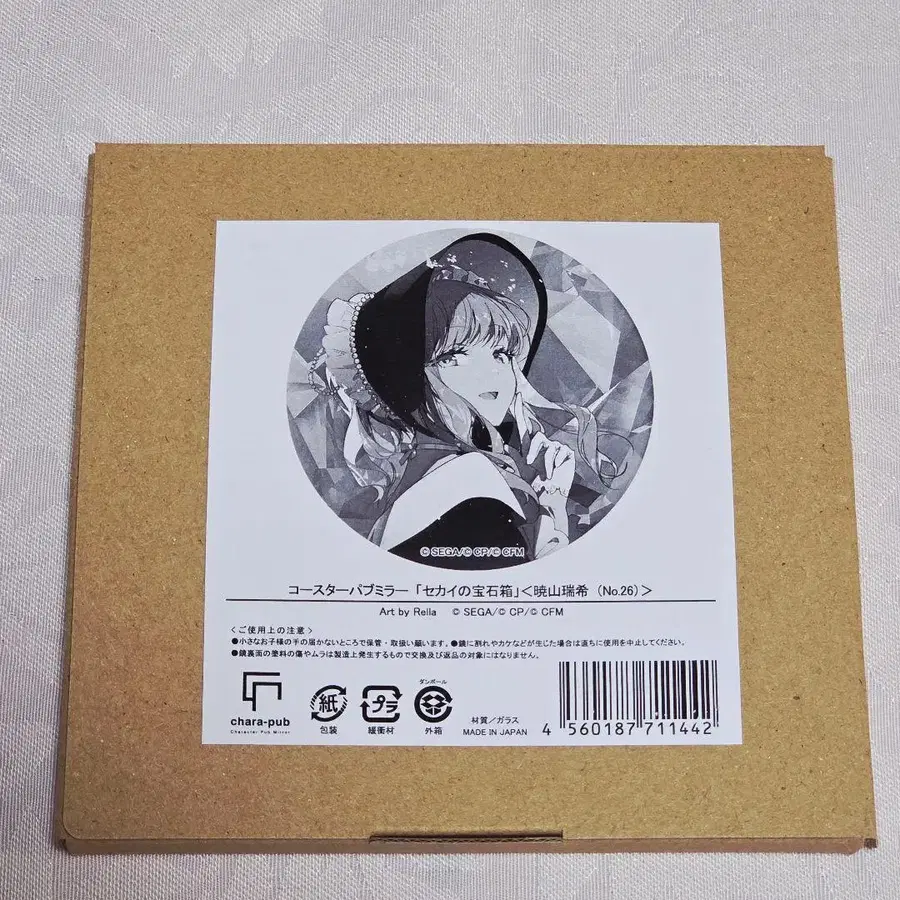 © SEGA/© CP/© CFM
コースターパブミラー「セカイの宝石箱」＜暁山瑞希（No.26）＞
Art by Rella © SEGA/© CP/© CFM
＜ご使用上の注意＞
●小さなお子様の手の届かないところで保管・取扱い願います。●鏡に割れやカケなどが生じた場合は直ちに使用を中止してください。
●鏡裏面の塗料の傷やムラは製造上発生するもので交換及び返品の対象にはなりません。
chara-pub
Character Pub Mirror
紙
包装
プラ
緩衝材
ダンボール
外箱
材質／ガラス
MADE IN JAPAN
4 560187 711442